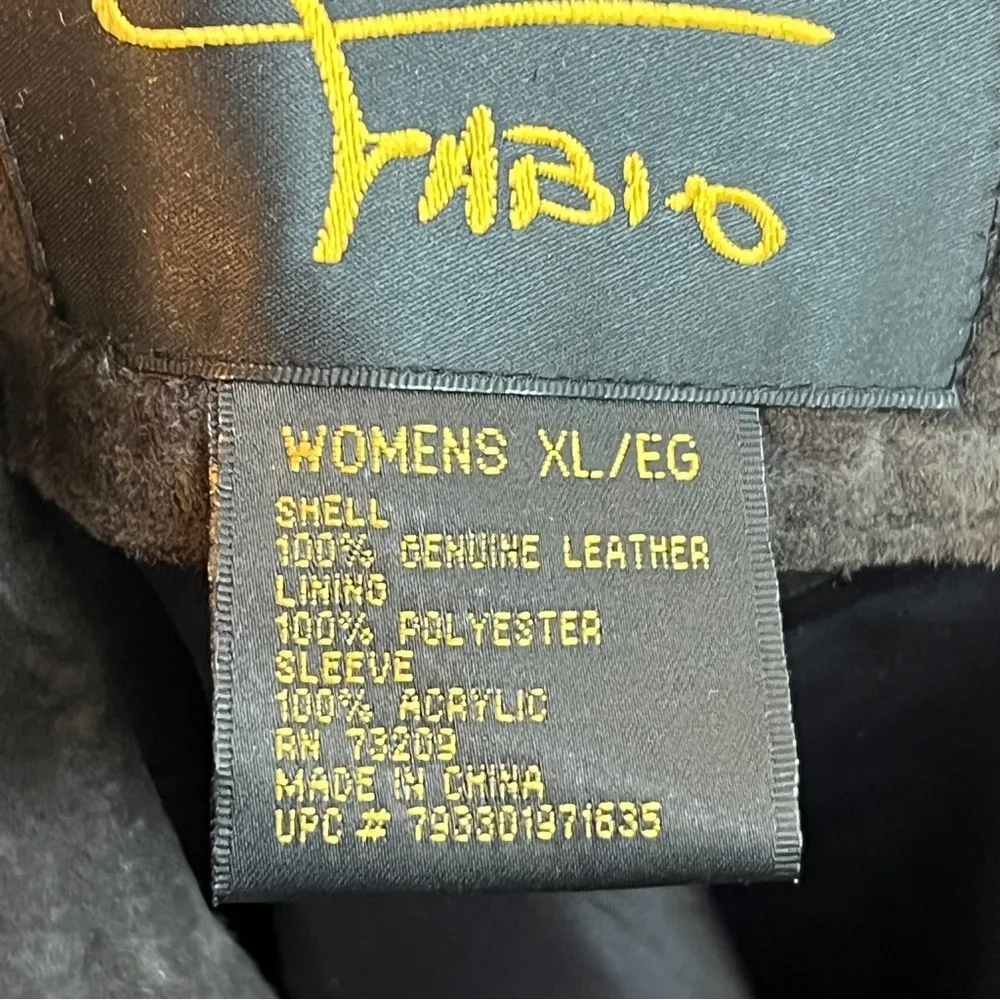 FABIO
WOMENS XL/EG
SHELL
100% GENUINE LEATHER
LINING
100% POLYESTER
SLEEVE
100% ACRYLIC
RN 73209
MADE IN CHINA
UPC # 793301971635